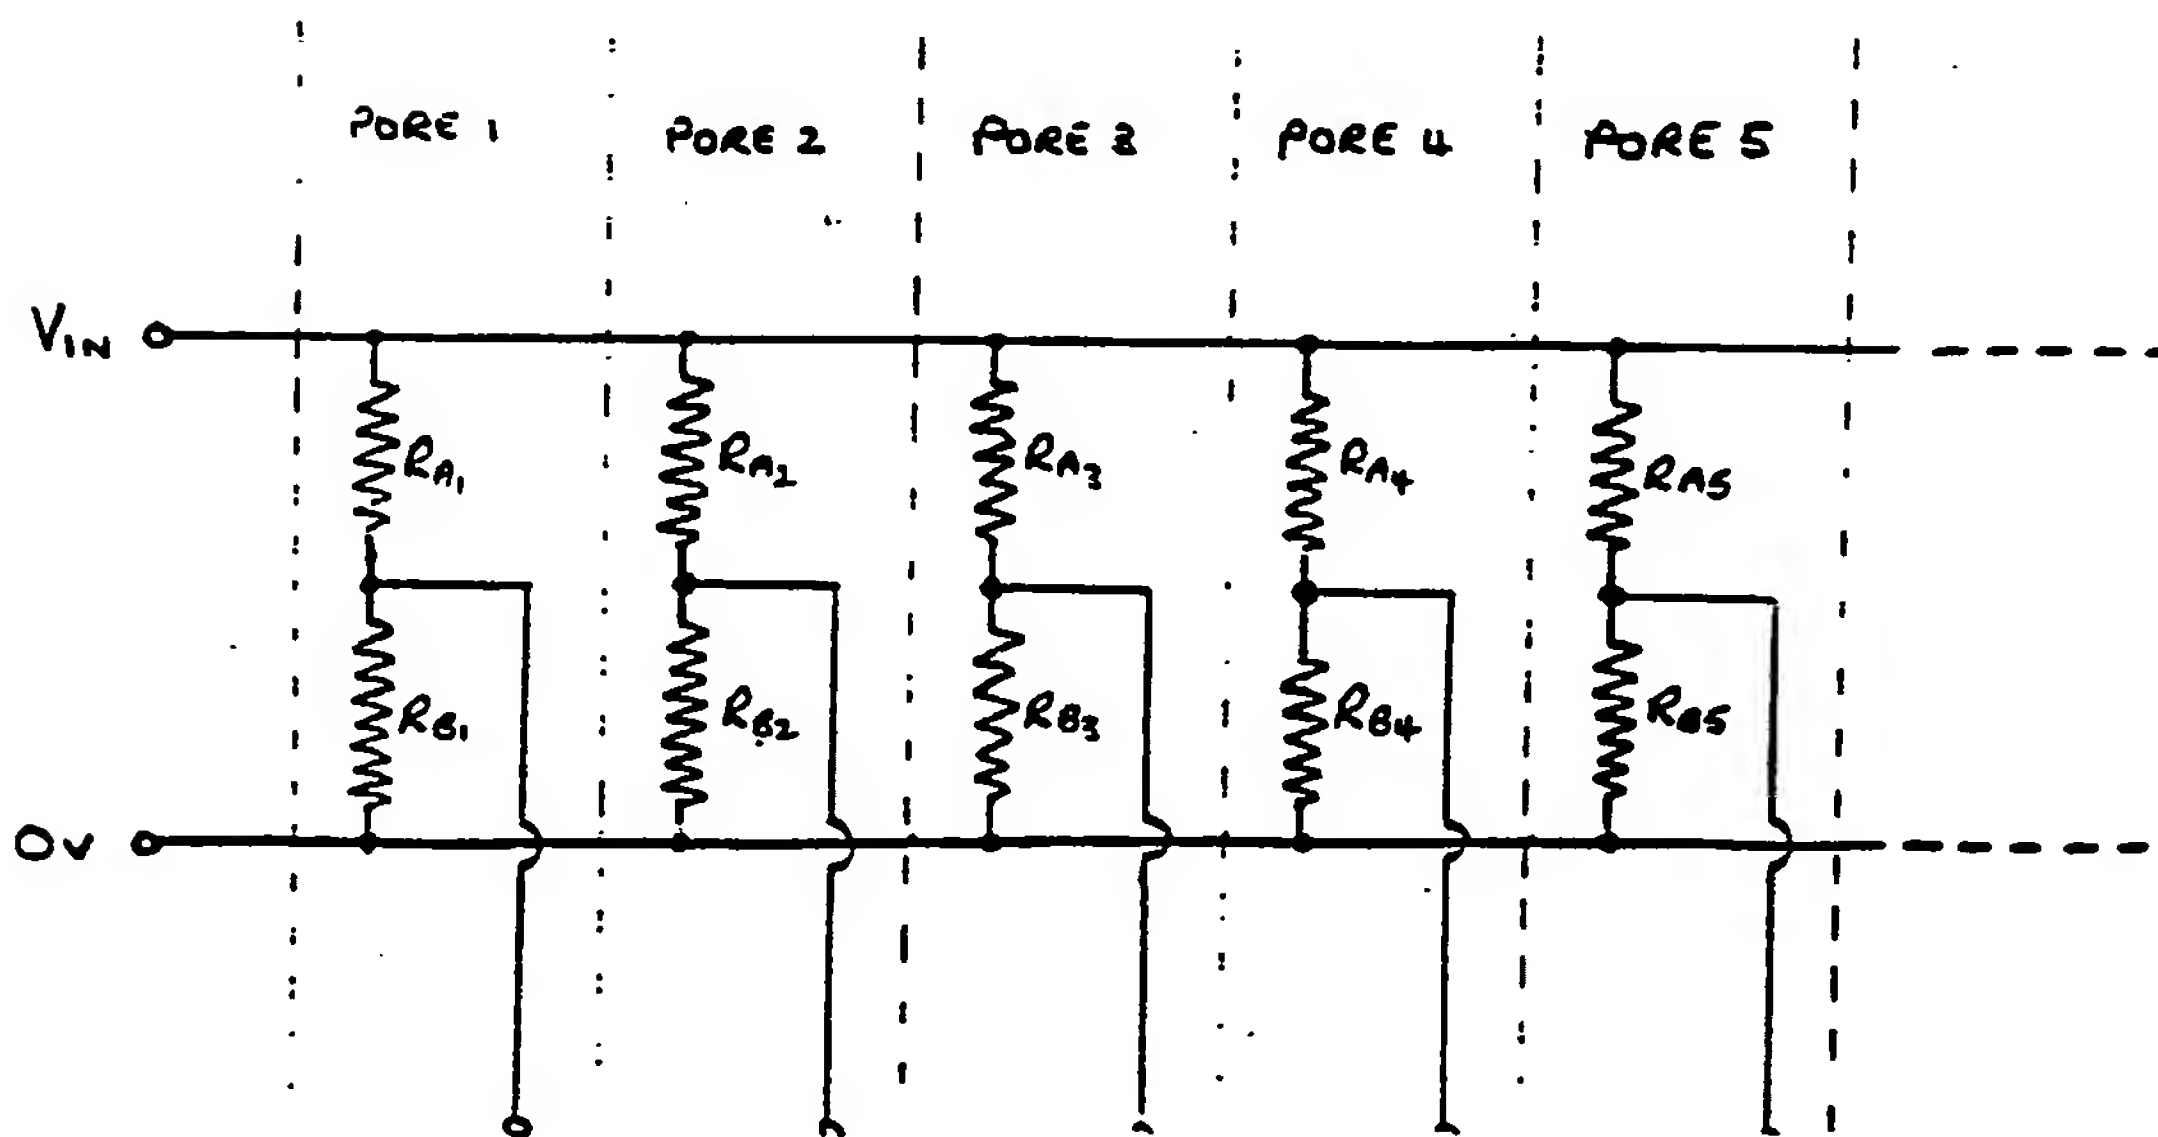 PORE 1 PORE 2 PORE 3 PORE 4 PORE 5
VIN
RA1 RA2 RA3 RA4 RA5
RB1 RB2 RB3 RB4 RB5
0V